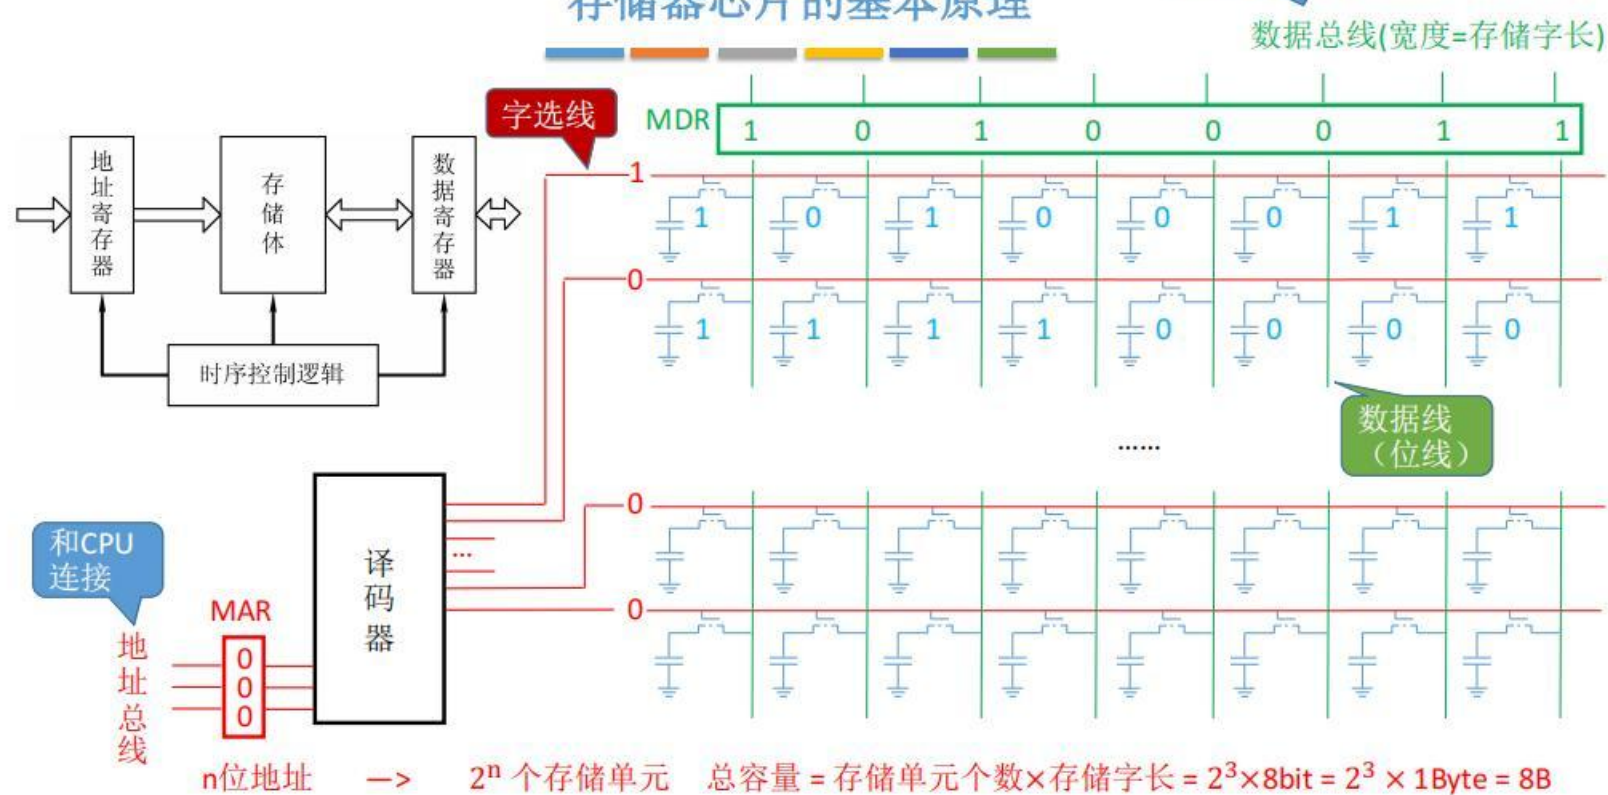 存储器芯片的基本原理
数据总线(宽度=存储字长)
字选线
MDR 1 0 1 0 0 0 1 1
地址寄存器
存储体
数据寄存器
时序控制逻辑
1
1 0 1 0 0 0 1 1
0
1 1 1 1 0 0 0 0
数据线
（位线）
......
0
0
和CPU
连接
译码器
...
MAR
地址总线
0
0
0
n位地址 —> 2ⁿ 个存储单元 总容量 = 存储单元个数×存储字长 = 2³×8bit = 2³ × 1Byte = 8B